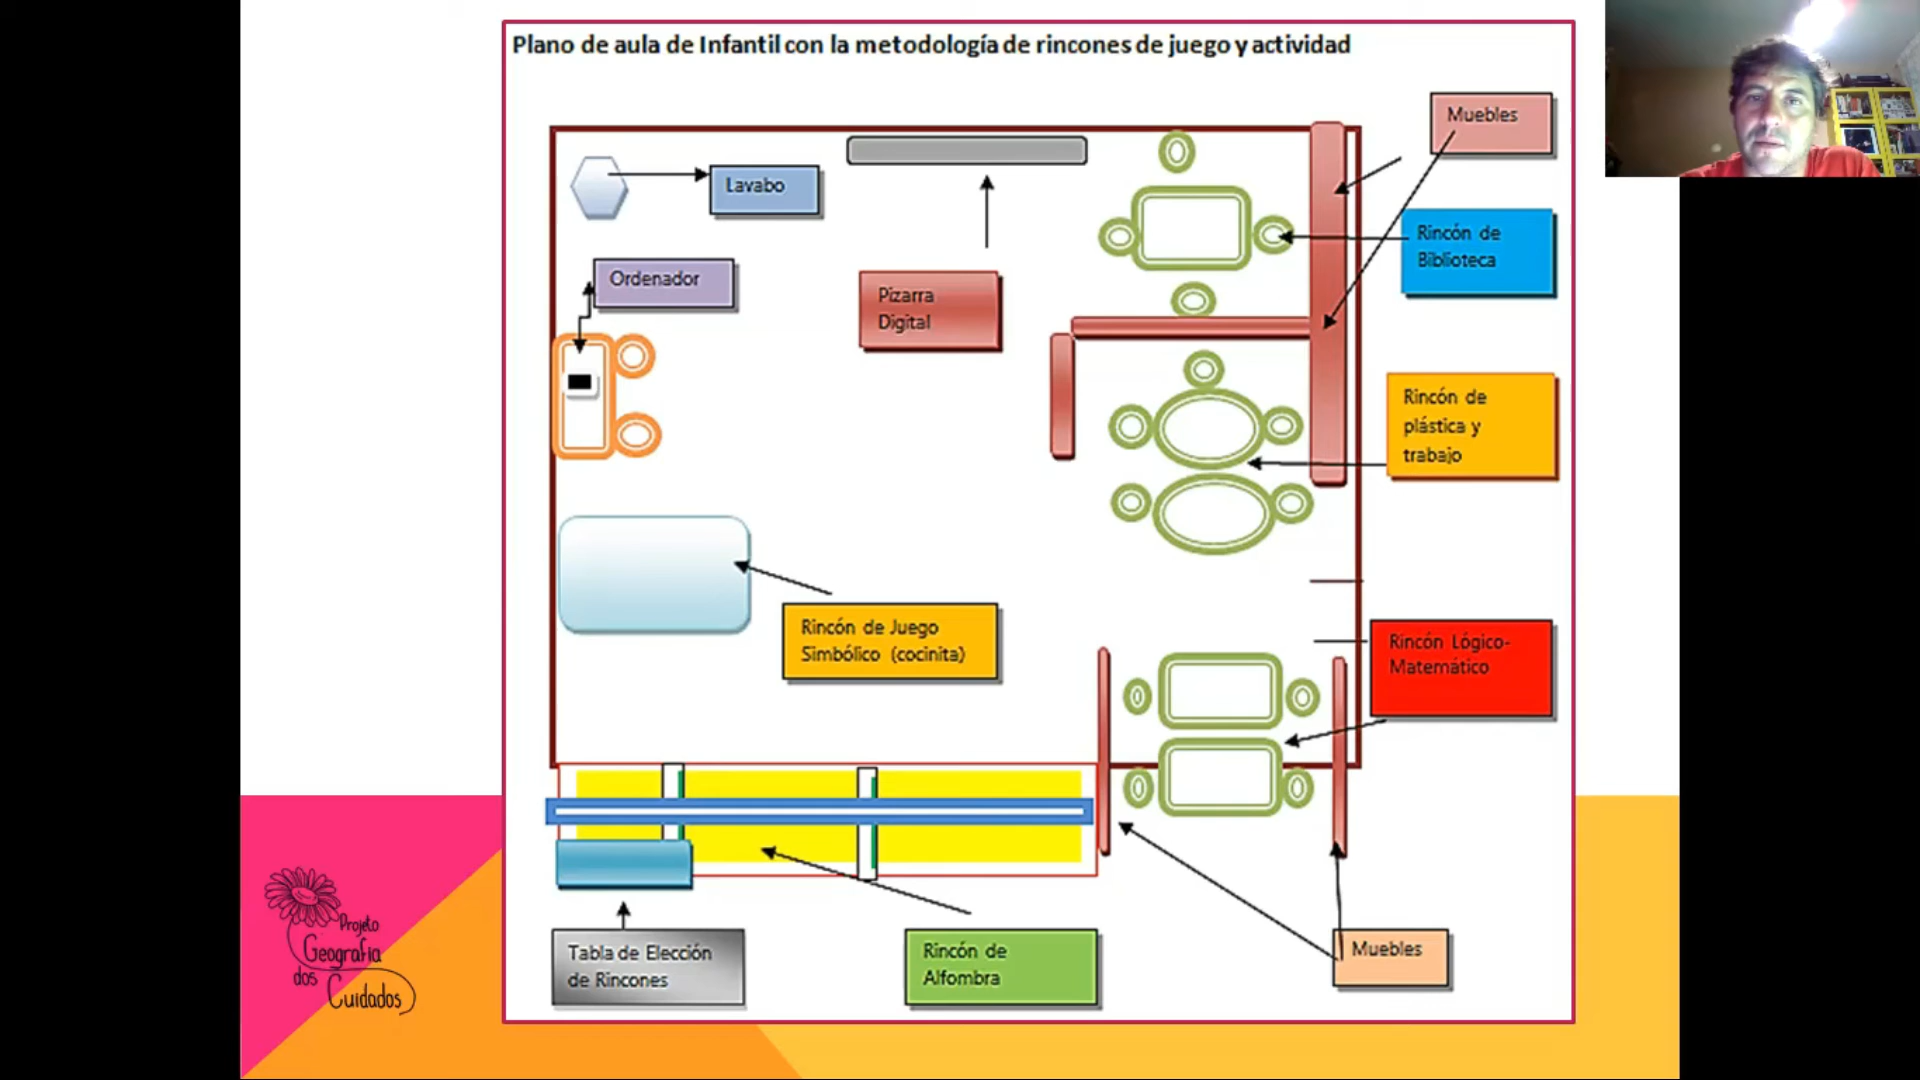 Plano de aula de Infantil con la metodología de rincones de juego y actividad
Muebles
Lavabo
Rincón de
Biblioteca
Ordenador
Pizarra
Digital
Rincón de
plástica y
trabajo
Rincón de Juego
Simbólico (cocinita)
Rincón Lógico-
Matemático
Projeto
Geografia
dos
Cuidados
Tabla de Elección
de Rincones
Rincón de
Alfombra
Muebles